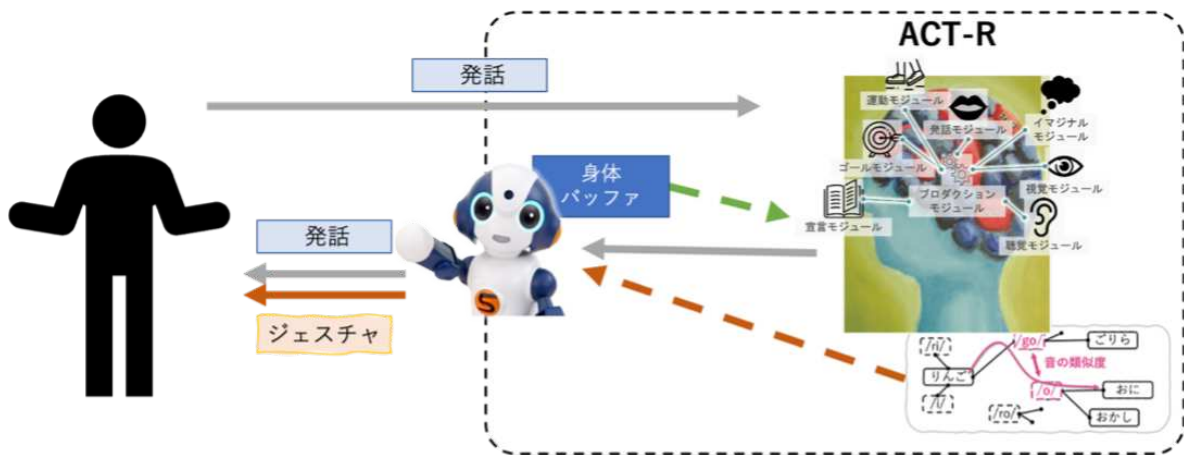 ACT-R
発話
運動モジュール
発話モジュール
イマジナル
モジュール
ゴールモジュール
視覚モジュール
プロダクション
モジュール
宣言モジュール
聴覚モジュール
身体
バッファ
発話
ジェスチャ
S
/ri/
りんご
/i/
/go/
ごりら
音の類似度
/o/
おに
/ro/
おかし